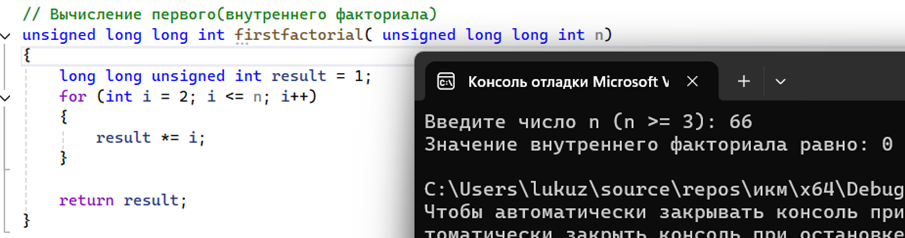 // Вычисление первого(внутреннего факториала)
unsigned long long int firstfactorial( unsigned long long int n)
{
long long unsigned int result = 1;
for (int i = 2; i <= n; i++)
{
result *= i;
}
return result;
}
Консоль отладки Microsoft V
Введите число n (n >= 3): 66
Значение внутреннего факториала равно: 0
C:\Users\lukuz\source\repos\икм\x64\Debug
Чтобы автоматически закрывать консоль при
томатически закрыть консоль при остановке